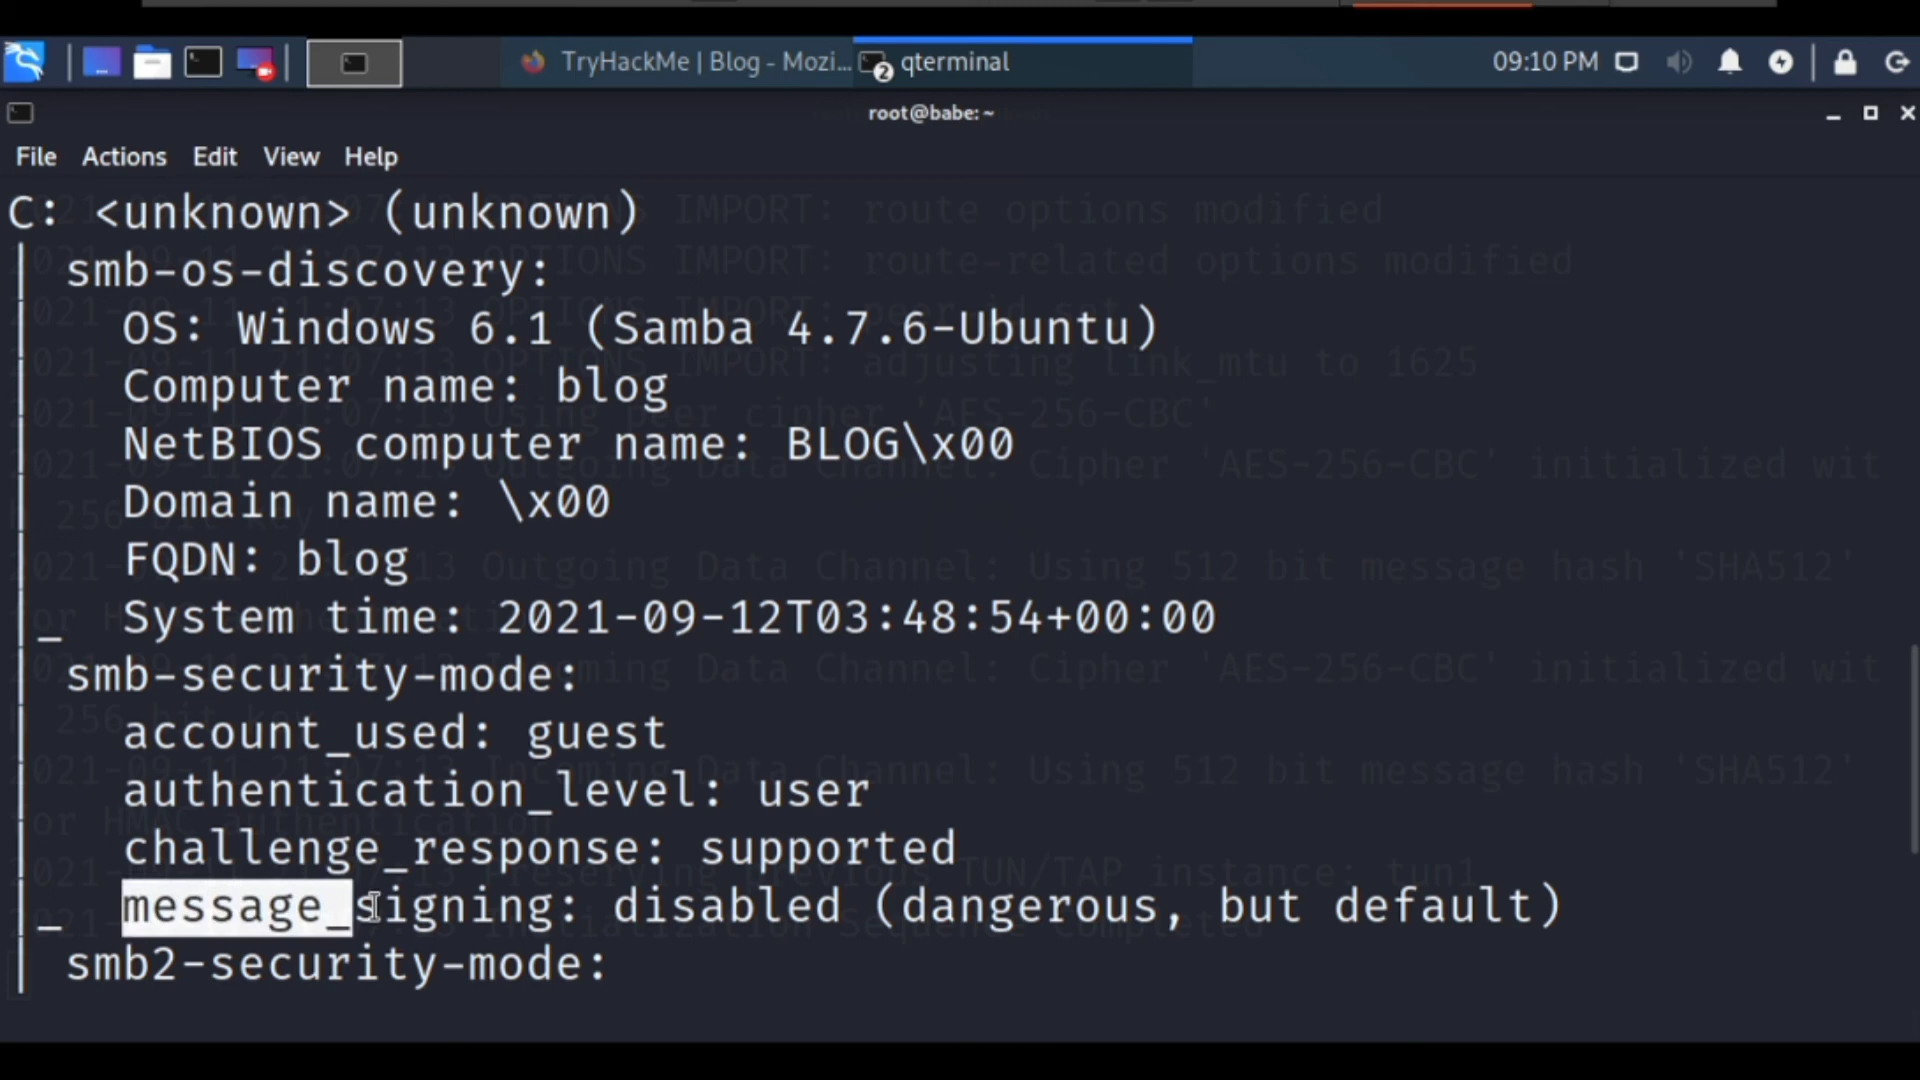 TryHackMe | Blog - Mozi...
2 qterminal
09:10 PM
root@babe: ~
File Actions Edit View Help
C: <unknown> (unknown)
| smb-os-discovery:
|   OS: Windows 6.1 (Samba 4.7.6-Ubuntu)
|   Computer name: blog
|   NetBIOS computer name: BLOG\x00
|   Domain name: \x00
|   FQDN: blog
|_  System time: 2021-09-12T03:48:54+00:00
| smb-security-mode:
|   account_used: guest
|   authentication_level: user
|   challenge_response: supported
|_  message_signing: disabled (dangerous, but default)
| smb2-security-mode: